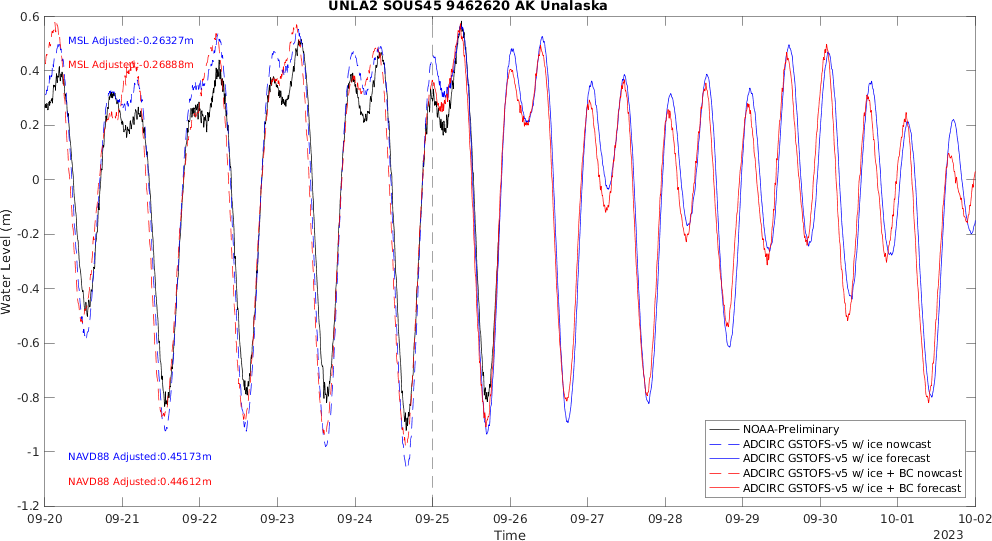 UNLA2 SOUS45 9462620 AK Unalaska
0.6
MSL Adjusted:-0.26327m
MSL Adjusted:-0.26888m
0.4
0.2
0
-0.2
-0.4
-0.6
-0.8
-1
-1.2
Water Level (m)
NAVD88 Adjusted:0.45173m
NAVD88 Adjusted:0.44612m
NOAA-Preliminary
ADCIRC GSTOFS-v5 w/ ice nowcast
ADCIRC GSTOFS-v5 w/ ice forecast
ADCIRC GSTOFS-v5 w/ ice + BC nowcast
ADCIRC GSTOFS-v5 w/ ice + BC forecast
09-20 09-21 09-22 09-23 09-24 09-25 09-26 09-27 09-28 09-29 09-30 10-01 10-02
Time
2023